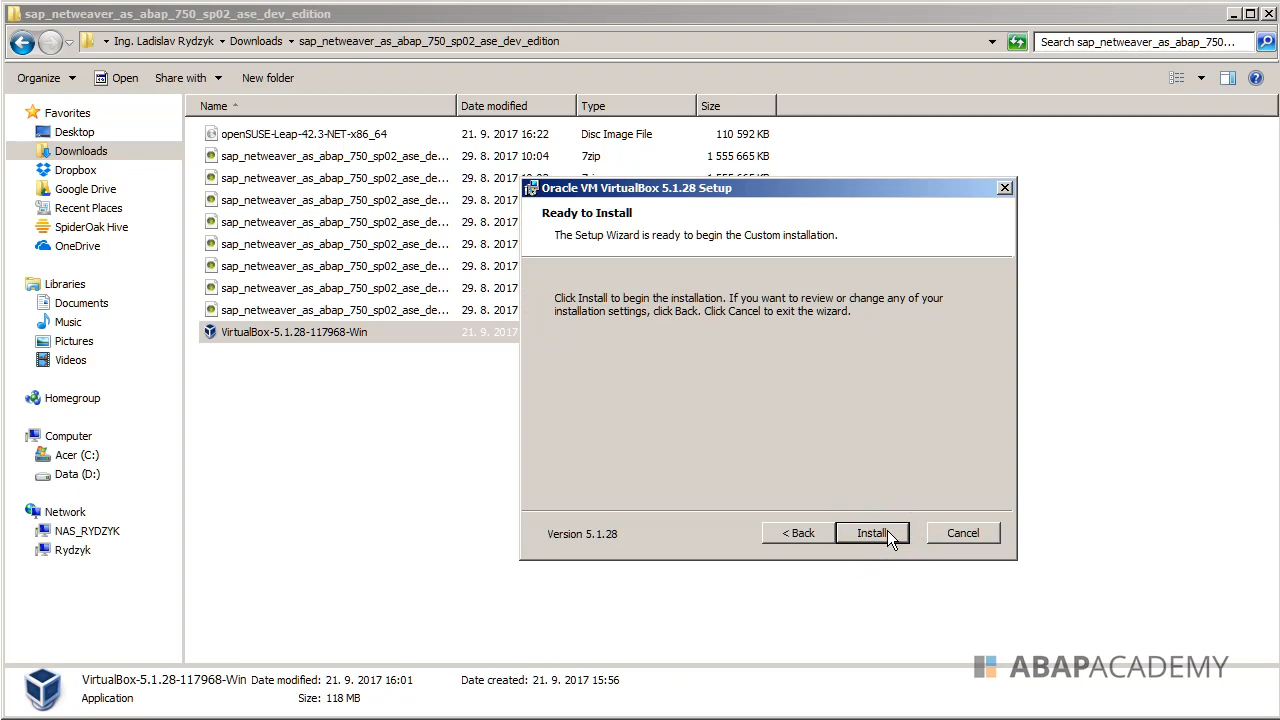 sap_netweaver_as_abap_750_sp02_ase_dev_edition
Ing. Ladislav Rydzyk Downloads sap_netweaver_as_abap_750_sp02_ase_dev_edition
Search sap_netweaver_as_abap_750...
Organize Open Share with New folder
Name Date modified Type Size
Favorites
Desktop
Downloads
Dropbox
Google Drive
Recent Places
SpiderOak Hive
OneDrive
Libraries
Documents
Music
Pictures
Videos
Homegroup
Computer
Acer (C:)
Data (D:)
Network
NAS_RYDZYK
Rydzyk
openSUSE-Leap-42.3-NET-x86_64 21. 9. 2017 16:22 Disc Image File 110 592 KB
sap_netweaver_as_abap_750_sp02_ase_de... 29. 8. 2017 10:04 7zip 1 555 665 KB
sap_netweaver_as_abap_750_sp02_ase_de... 29. 8. 2017
sap_netweaver_as_abap_750_sp02_ase_de... 29. 8. 2017
sap_netweaver_as_abap_750_sp02_ase_de... 29. 8. 2017
sap_netweaver_as_abap_750_sp02_ase_de... 29. 8. 2017
sap_netweaver_as_abap_750_sp02_ase_de... 29. 8. 2017
sap_netweaver_as_abap_750_sp02_ase_de... 29. 8. 2017
sap_netweaver_as_abap_750_sp02_ase_de... 29. 8. 2017
VirtualBox-5.1.28-117968-Win 21. 9. 2017
Oracle VM VirtualBox 5.1.28 Setup
Ready to Install
The Setup Wizard is ready to begin the Custom installation.
Click Install to begin the installation. If you want to review or change any of your
installation settings, click Back. Click Cancel to exit the wizard.
Version 5.1.28
< Back Install Cancel
ABAPACADEMY
VirtualBox-5.1.28-117968-Win Date modified: 21. 9. 2017 16:01 Date created: 21. 9. 2017 15:56
Application Size: 118 MB